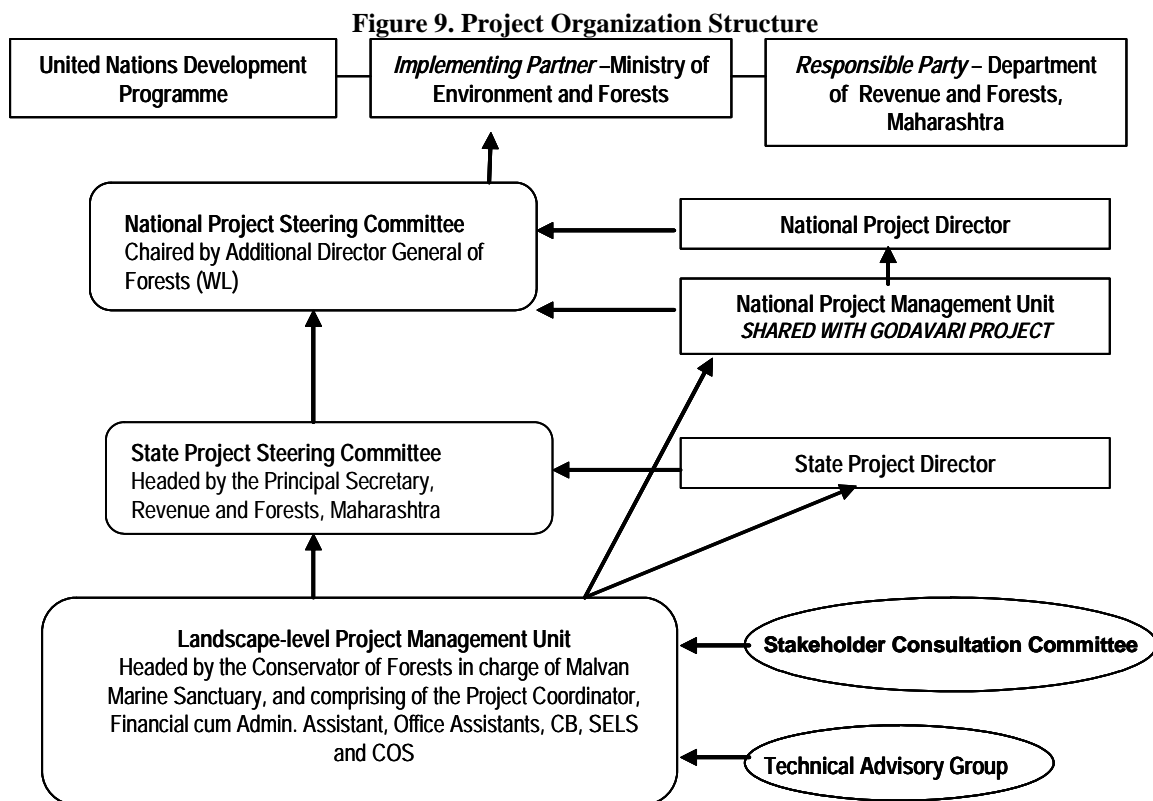 Figure 9. Project Organization Structure
United Nations Development
Programme
Implementing Partner –Ministry of
Environment and Forests
Responsible Party – Department
of Revenue and Forests,
Maharashtra
National Project Steering Committee
Chaired by Additional Director General of
Forests (WL)
National Project Director
National Project Management Unit
SHARED WITH GODAVARI PROJECT
State Project Steering Committee
Headed by the Principal Secretary,
Revenue and Forests, Maharashtra
State Project Director
Landscape-level Project Management Unit
Headed by the Conservator of Forests in charge of Malvan
Marine Sanctuary, and comprising of the Project Coordinator,
Financial cum Admin. Assistant, Office Assistants, CB, SELS
and COS
Stakeholder Consultation Committee
Technical Advisory Group